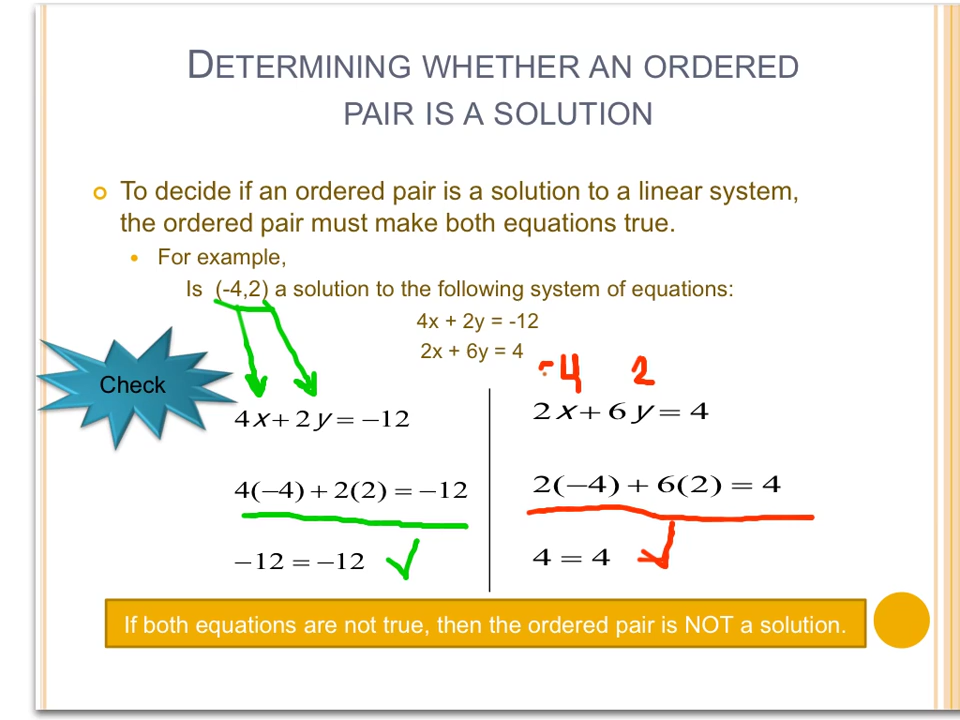 DETERMINING WHETHER AN ORDERED
PAIR IS A SOLUTION
To decide if an ordered pair is a solution to a linear system,
the ordered pair must make both equations true.
For example,
Is (-4,2) a solution to the following system of equations:
4x + 2y = -12
2x + 6y = 4
Check
-4 2
4x + 2y = −12
4(−4) + 2(2) = −12
−12 = −12 ✓
2x + 6y = 4
2(−4) + 6(2) = 4
4 = 4 ✓
If both equations are not true, then the ordered pair is NOT a solution.